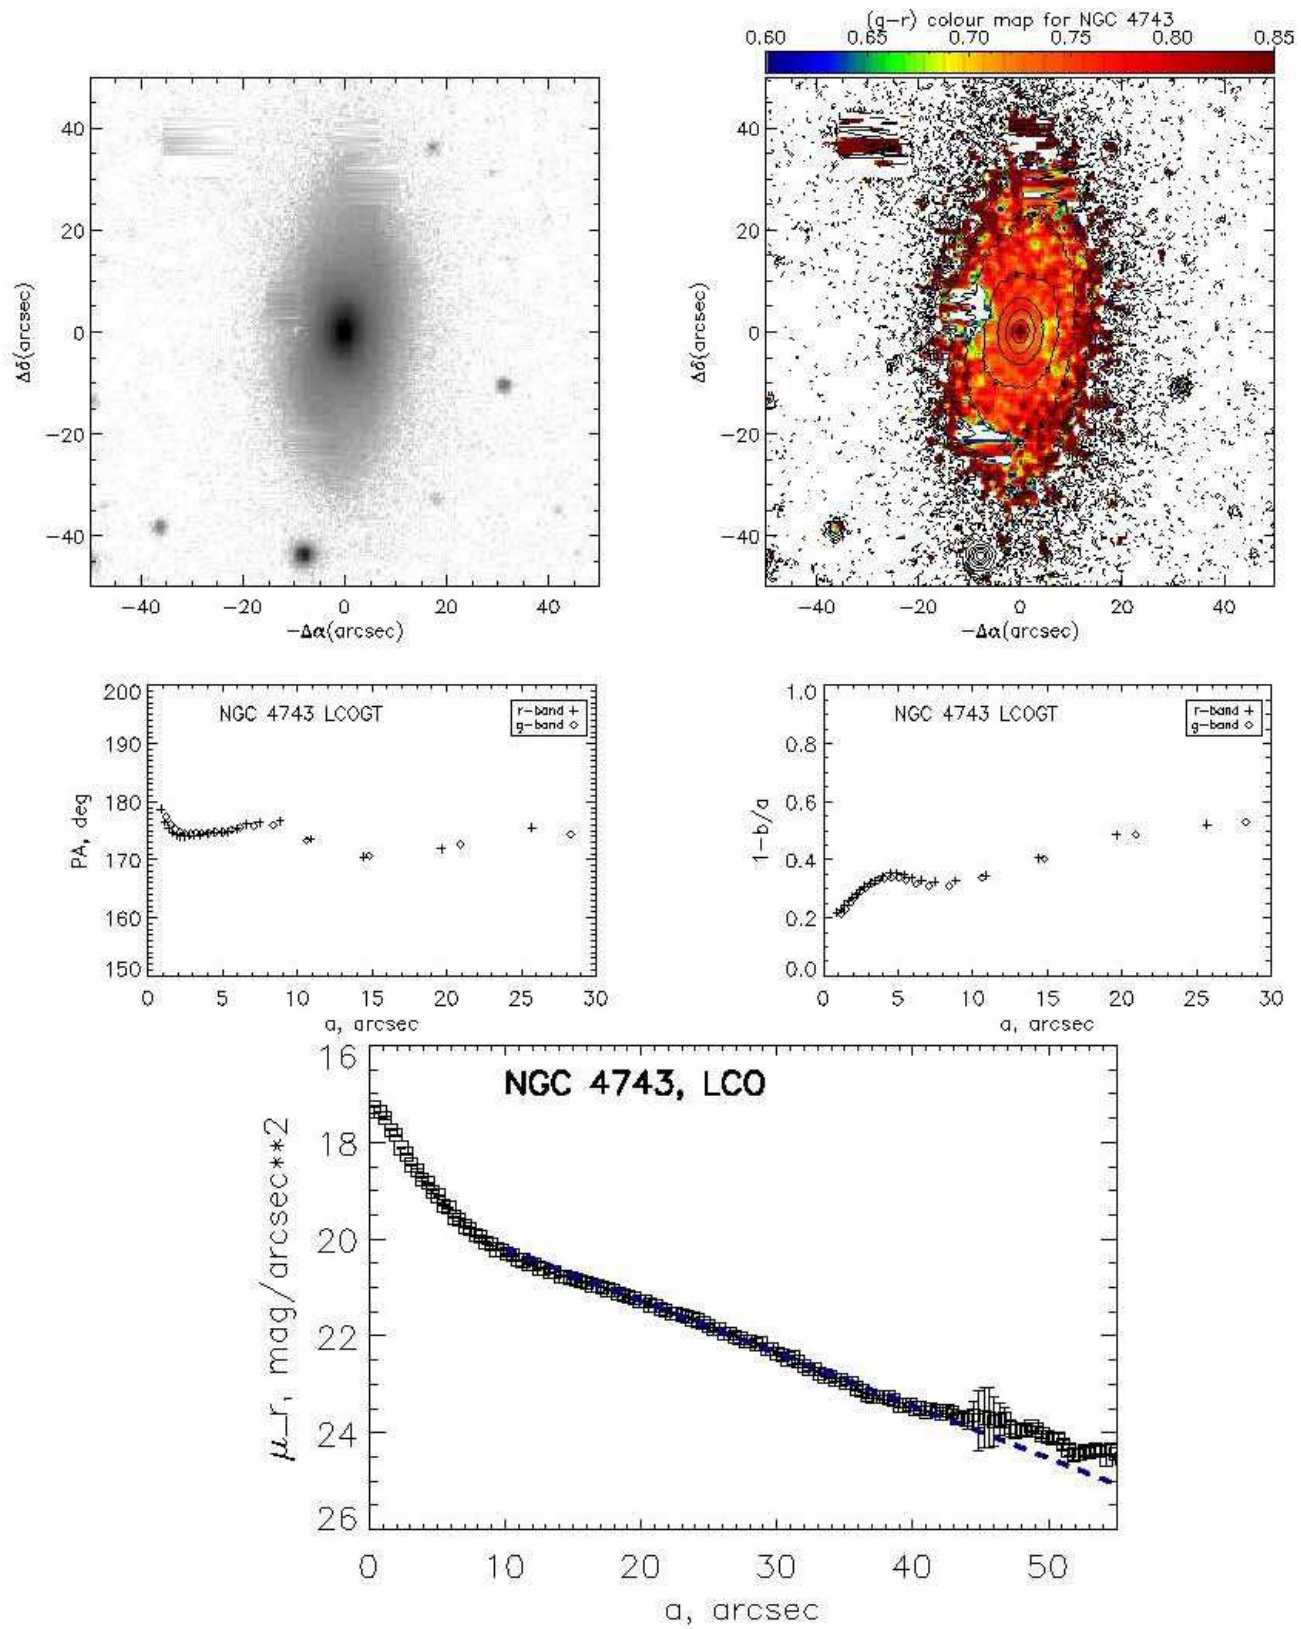 (g-r) colour map for NGC 4743
0.60 0.65 0.70 0.75 0.80 0.85
40
20
0
-20
-40
Δδ(arcsec)
-40 -20 0 20 40
-Δα(arcsec)
40
20
0
-20
-40
Δδ(arcsec)
-40 -20 0 20 40
-Δα(arcsec)
NGC 4743 LCOGT
r-band +
g-band ◇
200
190
180
170
160
150
PA, deg
0 5 10 15 20 25 30
a, arcsec
NGC 4743 LCOGT
r-band +
g-band ◇
1.0
0.8
0.6
0.4
0.2
0.0
1-b/a
0 5 10 15 20 25 30
a, arcsec
NGC 4743, LCO
16
18
20
22
24
26
μ_r, mag/arcsec**2
0 10 20 30 40 50
a, arcsec